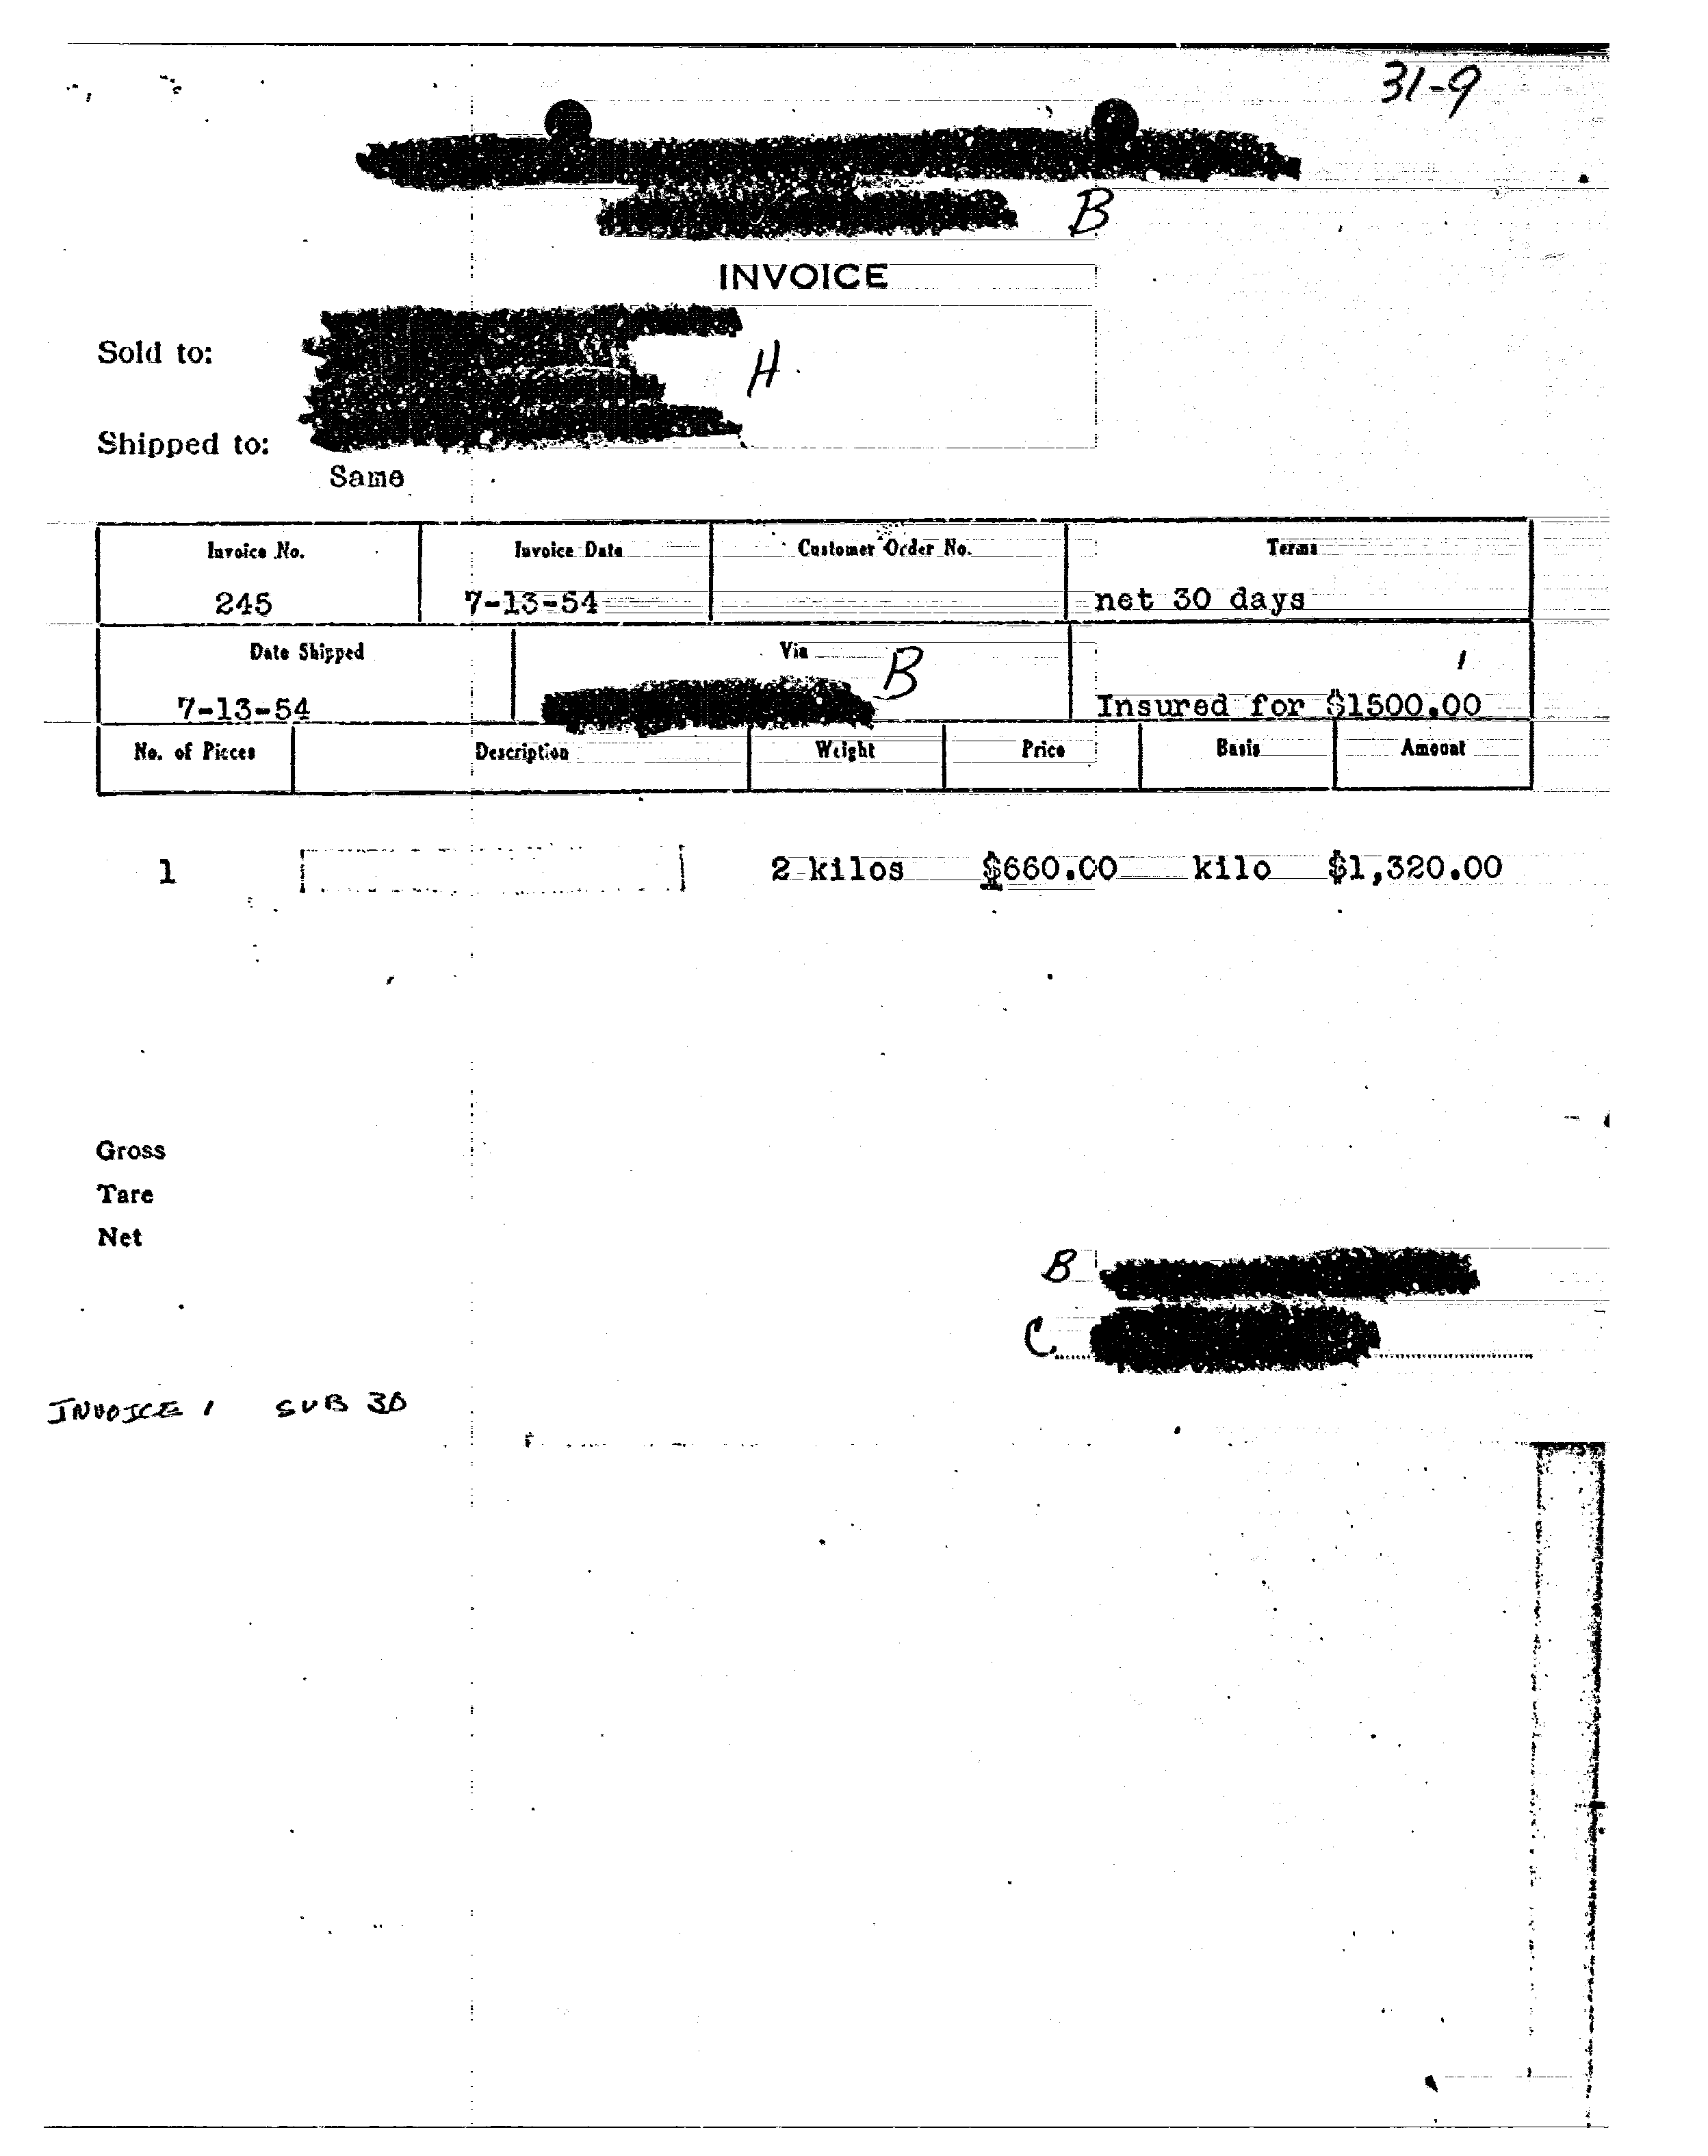 31-9
B
INVOICE
Sold to:
H
Shipped to:
Same
Invoice No. Invoice Date Customer Order No. Terms
245 7-13-54 net 30 days
Date Shipped Via B
7-13-54 Insured for $1500.00
No. of Pieces Description Weight Price Basis Amount
1 2 kilos $660.00 kilo $1,320.00
Gross
Tare
Net
B
C
INVOICE 1 SUB 30